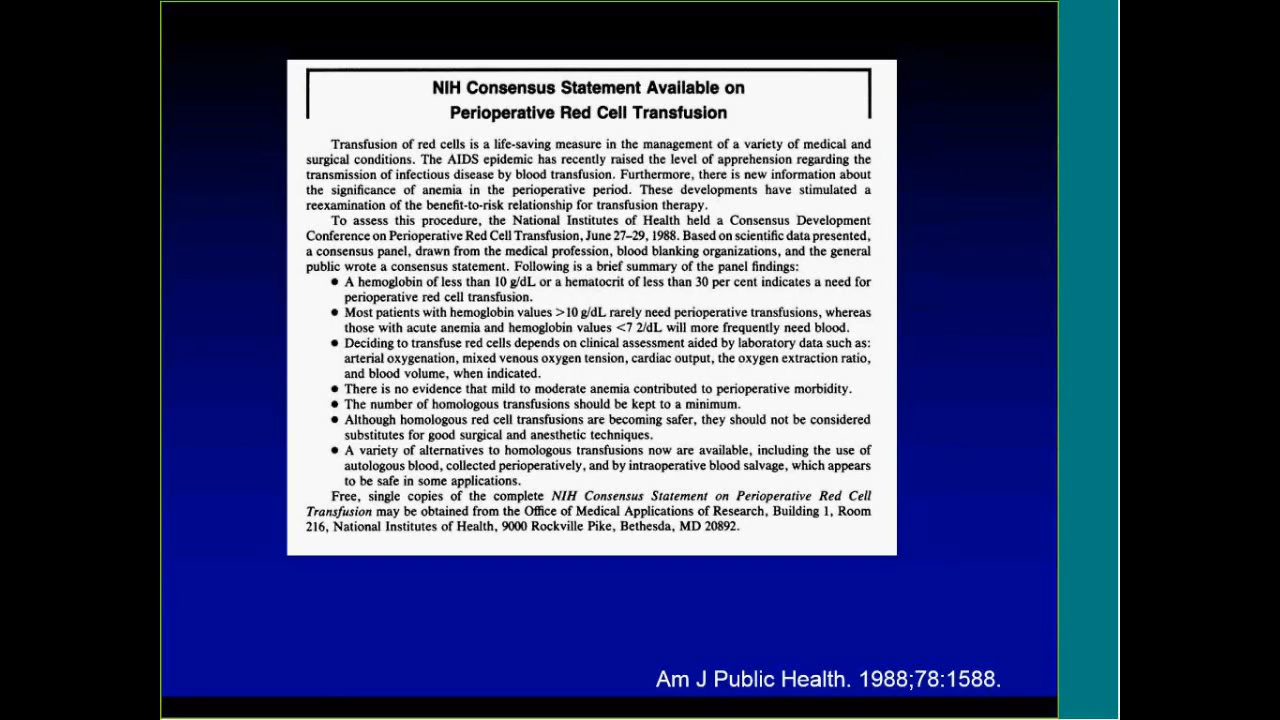 NIH Consensus Statement Available on
Perioperative Red Cell Transfusion
Transfusion of red cells is a life-saving measure in the management of a variety of medical and
surgical conditions. The AIDS epidemic has recently raised the level of apprehension regarding the
transmission of infectious disease by blood transfusion. Furthermore, there is new information about
the significance of anemia in the perioperative period. These developments have stimulated a
reexamination of the benefit-to-risk relationship for transfusion therapy.
To assess this procedure, the National Institutes of Health held a Consensus Development
Conference on Perioperative Red Cell Transfusion, June 27–29, 1988. Based on scientific data presented,
a consensus panel, drawn from the medical profession, blood blanking organizations, and the general
public wrote a consensus statement. Following is a brief summary of the panel findings:
● A hemoglobin of less than 10 g/dL or a hematocrit of less than 30 per cent indicates a need for
perioperative red cell transfusion.
● Most patients with hemoglobin values >10 g/dL rarely need perioperative transfusions, whereas
those with acute anemia and hemoglobin values <7 2/dL will more frequently need blood.
● Deciding to transfuse red cells depends on clinical assessment aided by laboratory data such as:
arterial oxygenation, mixed venous oxygen tension, cardiac output, the oxygen extraction ratio,
and blood volume, when indicated.
● There is no evidence that mild to moderate anemia contributed to perioperative morbidity.
● The number of homologous transfusions should be kept to a minimum.
● Although homologous red cell transfusions are becoming safer, they should not be considered
substitutes for good surgical and anesthetic techniques.
● A variety of alternatives to homologous transfusions now are available, including the use of
autologous blood, collected perioperatively, and by intraoperative blood salvage, which appears
to be safe in some applications.
Free, single copies of the complete NIH Consensus Statement on Perioperative Red Cell
Transfusion may be obtained from the Office of Medical Applications of Research, Building 1, Room
216, National Institutes of Health, 9000 Rockville Pike, Bethesda, MD 20892.
Am J Public Health. 1988;78:1588.